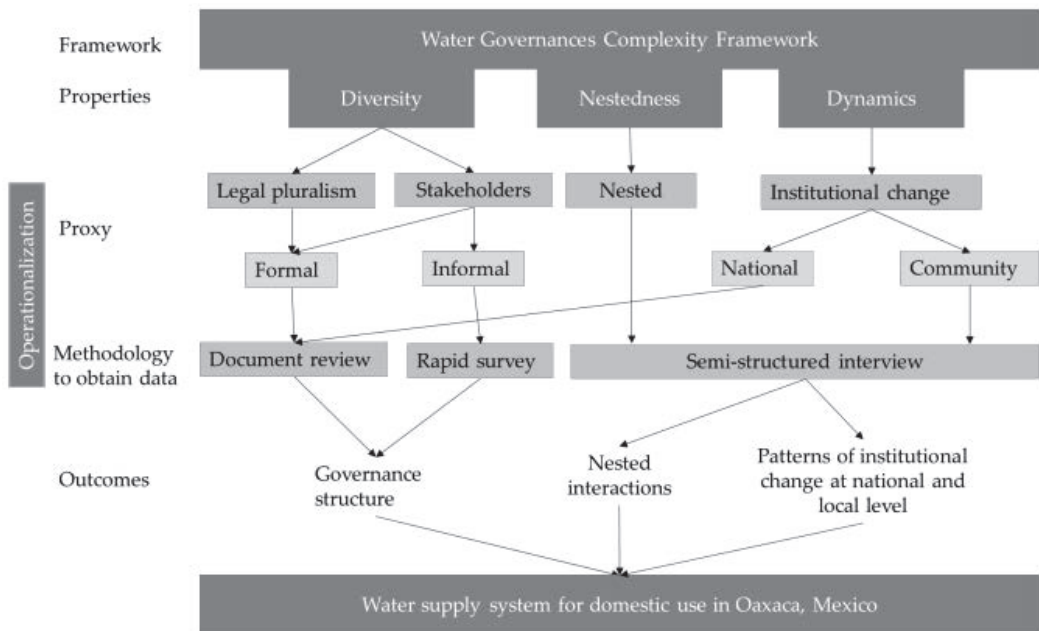 Framework
Water Governances Complexity Framework
Properties
Diversity
Nestedness
Dynamics
Operationalization
Proxy
Legal pluralism
Stakeholders
Nested
Institutional change
Formal
Informal
National
Community
Methodology
to obtain data
Document review
Rapid survey
Semi-structured interview
Outcomes
Governance
structure
Nested
interactions
Patterns of institutional
change at national and
local level
Water supply system for domestic use in Oaxaca, Mexico